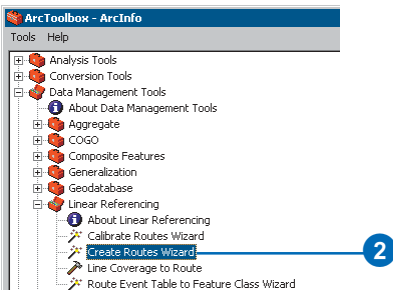 ArcToolbox - ArcInfo
Tools Help
Analysis Tools
Conversion Tools
Data Management Tools
About Data Management Tools
Aggregate
COGO
Composite Features
Generalization
Geodatabase
Linear Referencing
About Linear Referencing
Calibrate Routes Wizard
Create Routes Wizard 2
Line Coverage to Route
Route Event Table to Feature Class Wizard